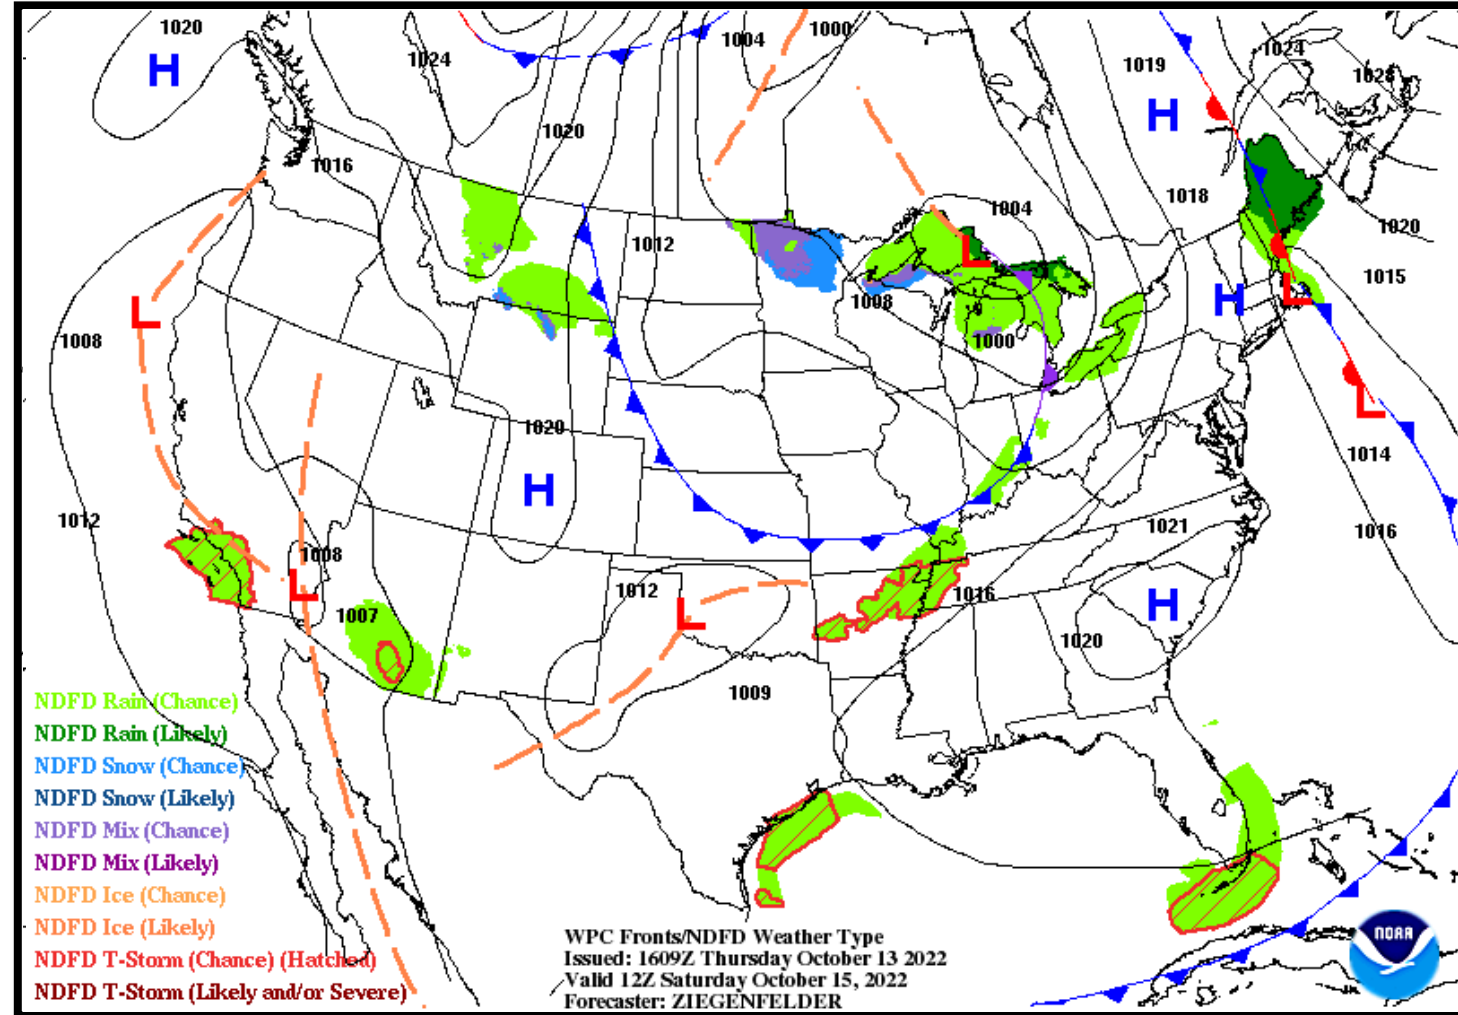 1020
H
1024
1004
1000
1019
1024
1028
H
1020
1016
1018
1004
1020
1012
L
1015
1008
H
L
L
1008
1000
L
1020
1014
H
1012
1021
1016
1008
L
1012
1016
H
L
1007
1020
1009
NDFD Rain (Chance)
NDFD Rain (Likely)
NDFD Snow (Chance)
NDFD Snow (Likely)
NDFD Mix (Chance)
NDFD Mix (Likely)
NDFD Ice (Chance)
NDFD Ice (Likely)
NDFD T-Storm (Chance) (Hatched)
NDFD T-Storm (Likely and/or Severe)
WPC Fronts/NDFD Weather Type
Issued: 1609Z Thursday October 13 2022
Valid 12Z Saturday October 15, 2022
Forecaster: ZIEGENFELDER
NOAA